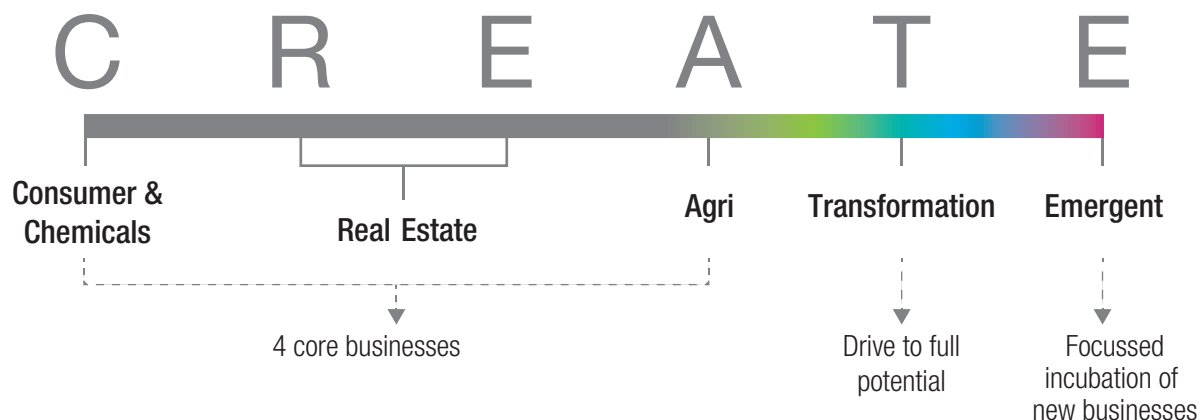 C R E A T E
Consumer &
Chemicals
Real Estate
Agri
Transformation
Emergent
4 core businesses
Drive to full
potential
Focussed
incubation of
new businesses